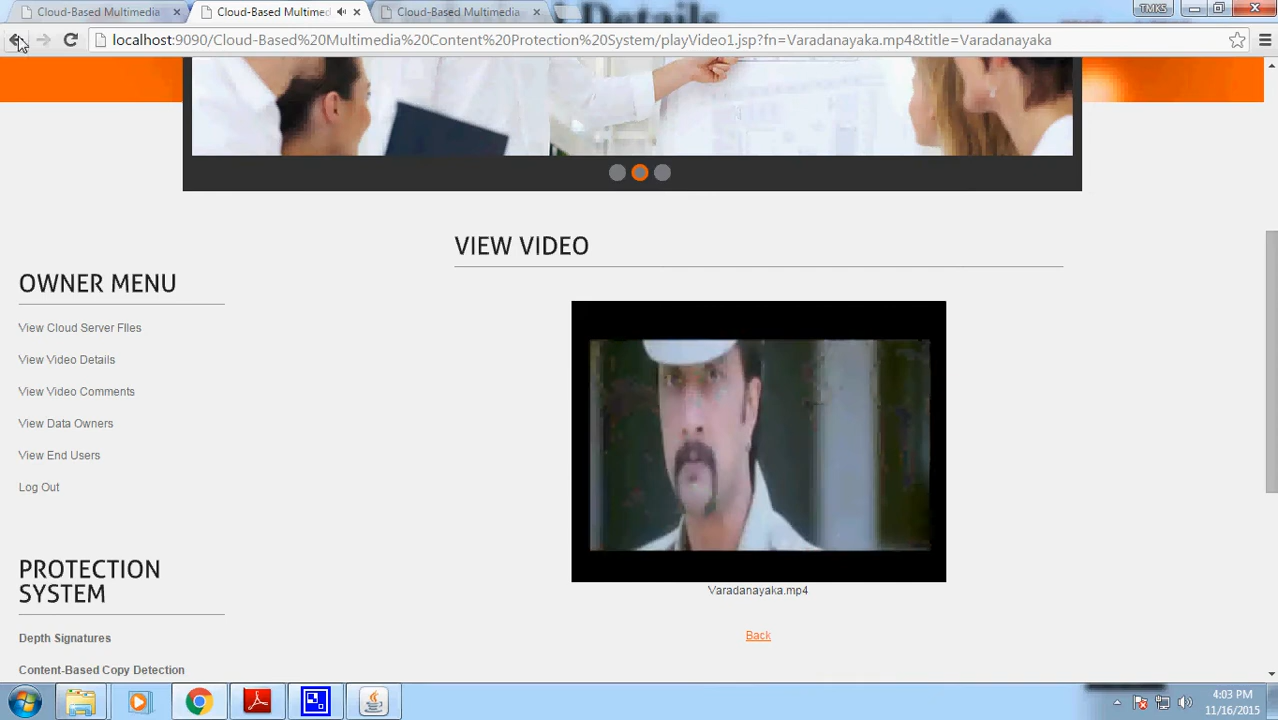 Details
Cloud-Based Multimedia
Cloud-Based Multimed
Cloud-Based Multimedia
TMKS
localhost:9090/Cloud-Based%20Multimedia%20Content%20Protection%20System/playVideo1.jsp?fn=Varadanayaka.mp4&title=Varadanayaka
VIEW VIDEO
OWNER MENU
View Cloud Server FIles
View Video Details
View Video Comments
View Data Owners
View End Users
Log Out
Varadanayaka.mp4
Back
PROTECTION
SYSTEM
Depth Signatures
Content-Based Copy Detection
4:03 PM
11/16/2015